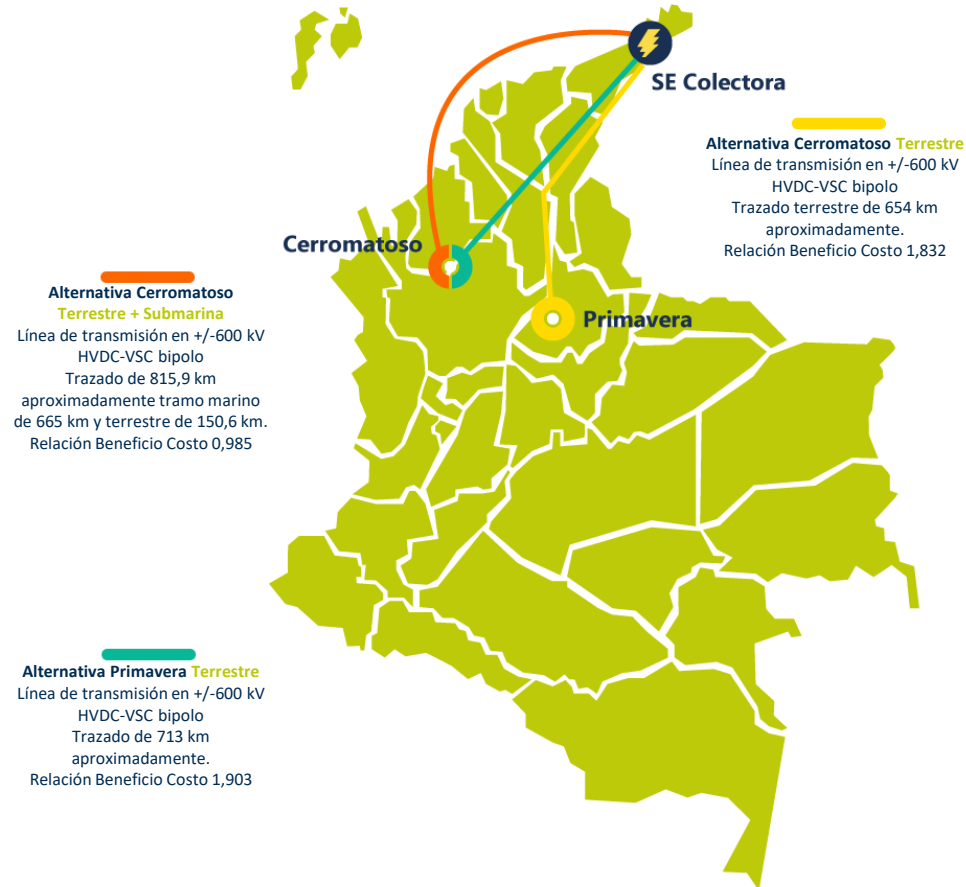 SE Colectora
Alternativa Cerromatoso Terrestre
Línea de transmisión en +/-600 kV
HVDC-VSC bipolo
Trazado terrestre de 654 km
aproximadamente.
Relación Beneficio Costo 1,832
Cerromatoso
Alternativa Cerromatoso
Terrestre + Submarina
Línea de transmisión en +/-600 kV
HVDC-VSC bipolo
Trazado de 815,9 km
aproximadamente tramo marino
de 665 km y terrestre de 150,6 km.
Relación Beneficio Costo 0,985
Primavera
Alternativa Primavera Terrestre
Línea de transmisión en +/-600 kV
HVDC-VSC bipolo
Trazado de 713 km
aproximadamente.
Relación Beneficio Costo 1,903